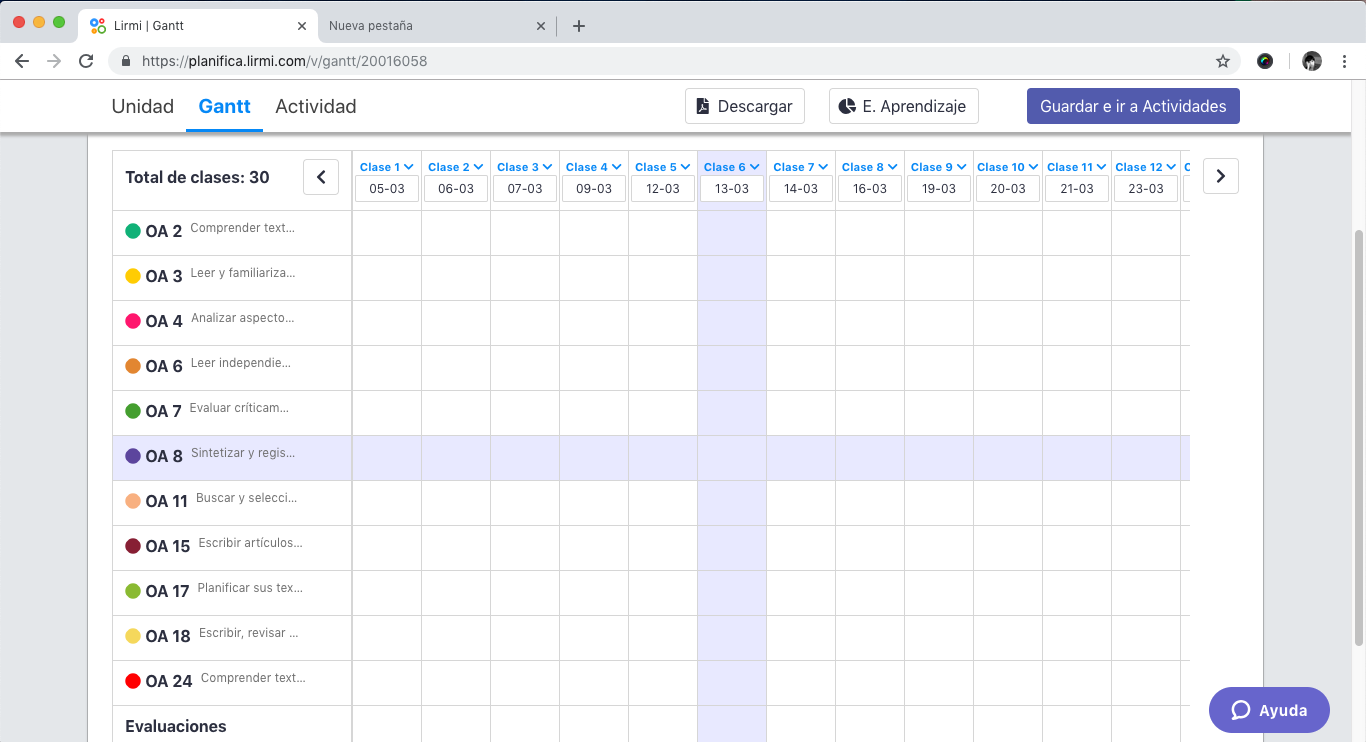 Lirmi | Gantt
Nueva pestaña
https://planifica.lirmi.com/v/gantt/20016058
Unidad Gantt Actividad Descargar E. Aprendizaje Guardar e ir a Actividades
Total de clases: 30
Clase 1 Clase 2 Clase 3 Clase 4 Clase 5 Clase 6 Clase 7 Clase 8 Clase 9 Clase 10 Clase 11 Clase 12 C
05-03 06-03 07-03 09-03 12-03 13-03 14-03 16-03 19-03 20-03 21-03 23-03
OA 2 Comprender text...
OA 3 Leer y familiariza...
OA 4 Analizar aspecto...
OA 6 Leer independie...
OA 7 Evaluar críticam...
OA 8 Sintetizar y regis...
OA 11 Buscar y selecci...
OA 15 Escribir artículos...
OA 17 Planificar sus tex...
OA 18 Escribir, revisar ...
OA 24 Comprender text...
Evaluaciones
Ayuda